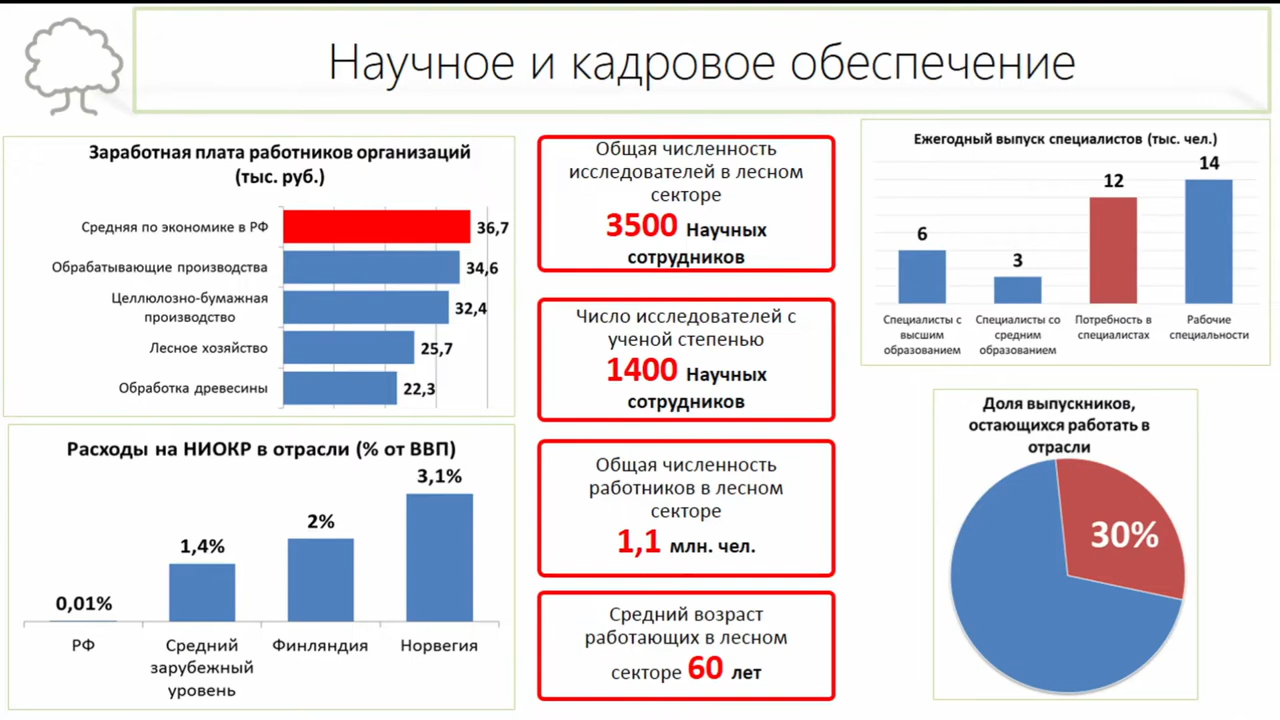 Научное и кадровое обеспечение
Заработная плата работников организаций
(тыс. руб.)
Средняя по экономике в РФ
36,7
Обрабатывающие производства
34,6
Целлюлозно-бумажная
производство
32,4
Лесное хозяйство
25,7
Обработка древесины
22,3
Расходы на НИОКР в отрасли (% от ВВП)
0,01%
1,4%
2%
3,1%
РФ
Средний
зарубежный
уровень
Финляндия
Норвегия
Общая численность
исследователей в лесном
секторе
3500 Научных
сотрудников
Число исследователей с
ученой степенью
1400 Научных
сотрудников
Общая численность
работников в лесном
секторе
1,1 млн. чел.
Средний возраст
работающих в лесном
секторе 60 лет
Ежегодный выпуск специалистов (тыс. чел.)
6
3
12
14
Специалисты с
высшим
образованием
Специалисты со
средним
образованием
Потребность в
специалистах
Рабочие
специальности
Доля выпускников,
остающихся работать в
отрасли
30%